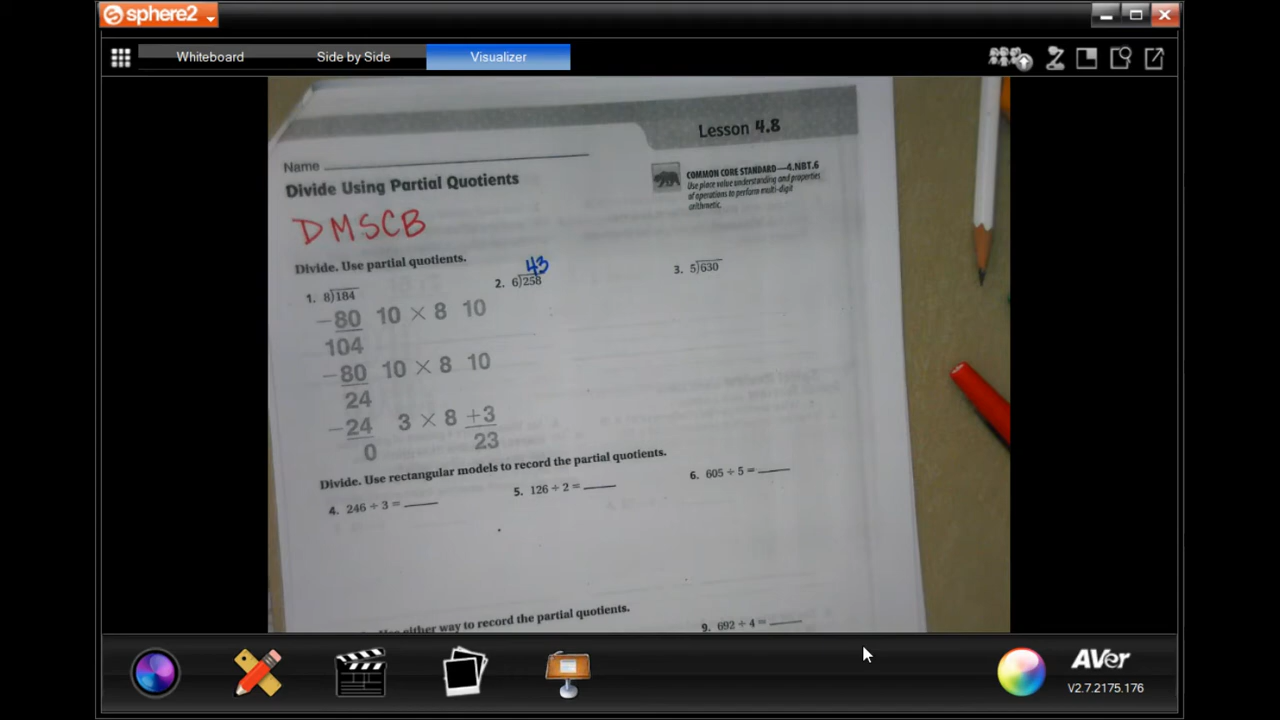 sphere2
Whiteboard Side by Side Visualizer
Lesson 4.8
Name
COMMON CORE STANDARD—4.NBT.6
Use place value understanding and properties
of operations to perform multi-digit
arithmetic.
Divide Using Partial Quotients
DMSCB
Divide. Use partial quotients.
43
1. 8)184 2. 6)258 3. 5)630
−80 10 × 8 10
104
−80 10 × 8 10
24
−24 3 × 8 +3
0 23
Divide. Use rectangular models to record the partial quotients.
4. 246 ÷ 3 = 5. 126 ÷ 2 = 6. 605 ÷ 5 =
either way to record the partial quotients.
9. 692 ÷ 4 =
AVer
V2.7.2175.176